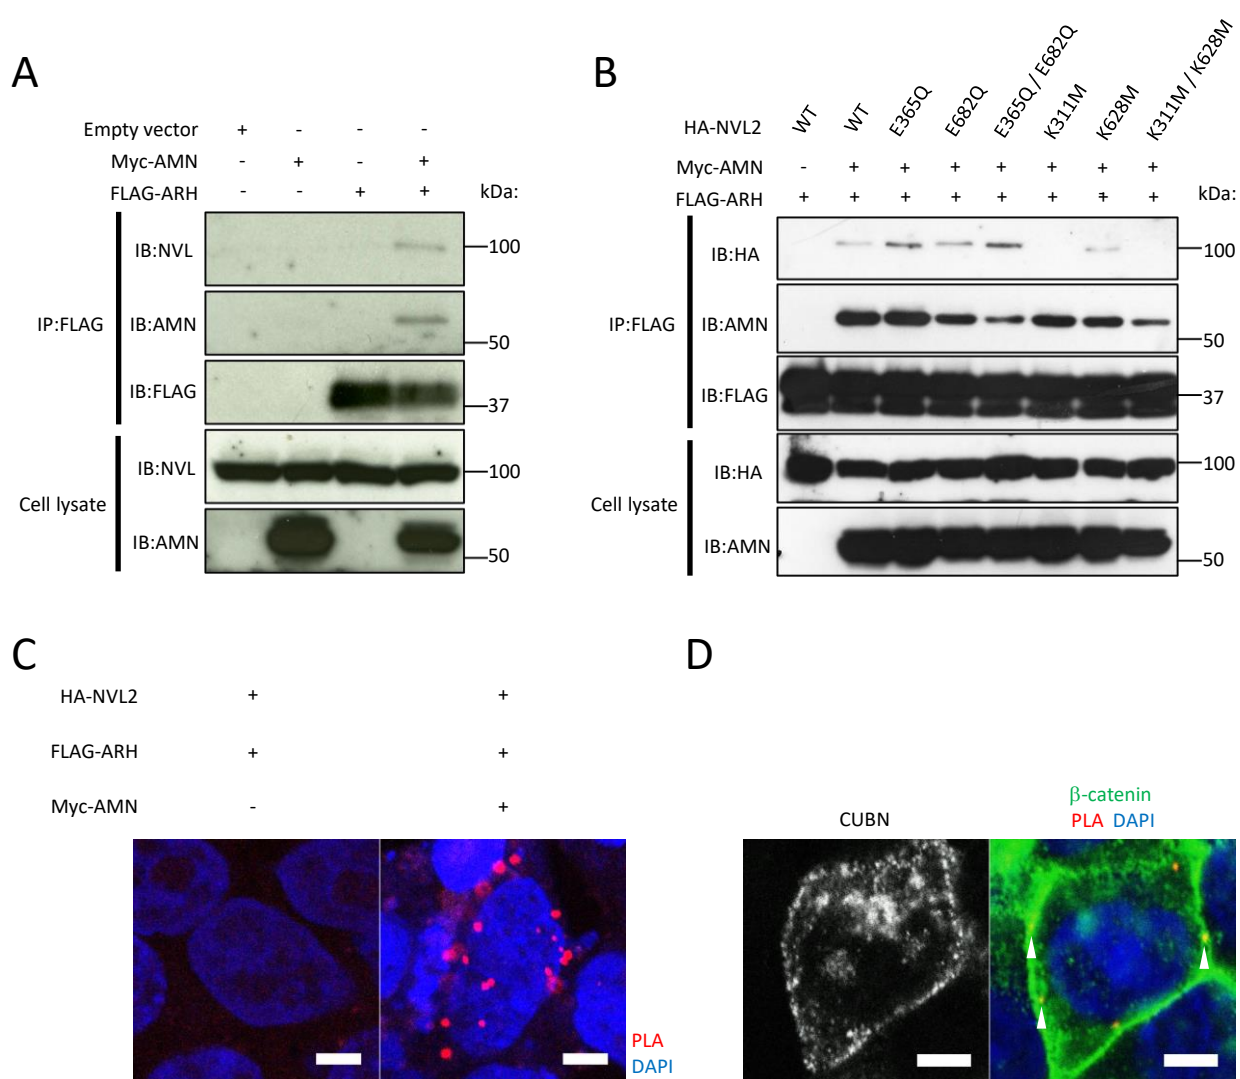 A
Empty vector + - - -
Myc-AMN - + - +
FLAG-ARH - - + + kDa:
IP:FLAG
IB:NVL 100
IB:AMN 50
IB:FLAG 37
Cell lysate
IB:NVL 100
IB:AMN 50
B
HA-NVL2 WT WT E365Q E682Q E365Q / E682Q K311M K628M K311M / K628M
Myc-AMN - + + + + + + +
FLAG-ARH + + + + + + + + kDa:
IP:FLAG
IB:HA 100
IB:AMN 50
IB:FLAG 37
Cell lysate
IB:HA 100
IB:AMN 50
C
HA-NVL2 + +
FLAG-ARH + +
Myc-AMN - +
PLA
DAPI
D
CUBN
β-catenin
PLA DAPI